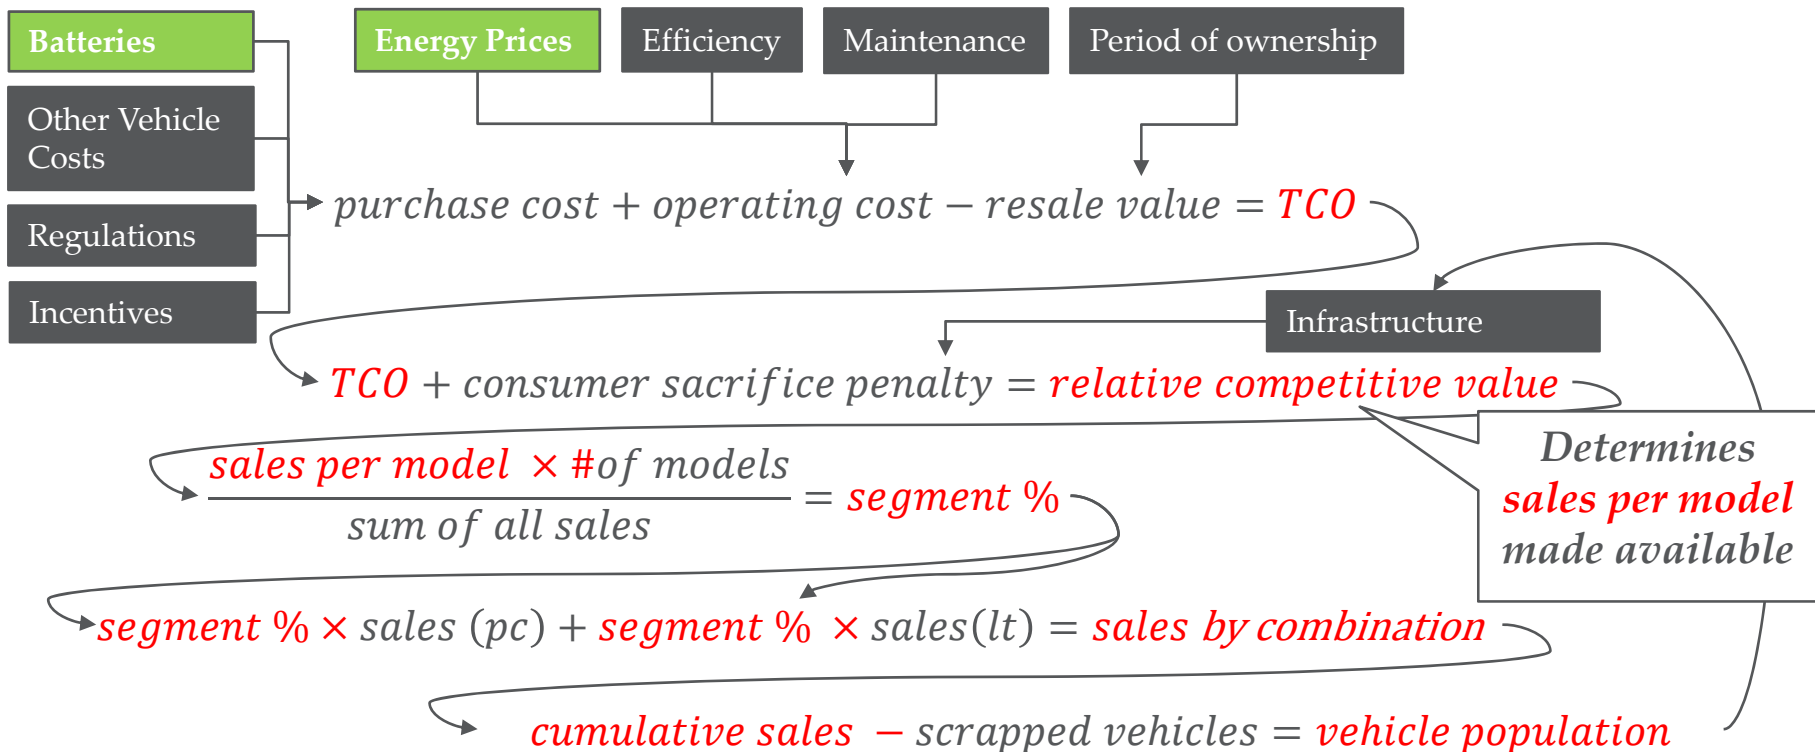 Batteries
Energy Prices
Efficiency
Maintenance
Period of ownership
Other Vehicle
Costs
Regulations
Incentives
purchase cost + operating cost − resale value = TCO
Infrastructure
TCO + consumer sacrifice penalty = relative competitive value
sales per model × #of models
sum of all sales
= segment %
Determines
sales per model
made available
segment % × sales (pc) + segment % × sales(lt) = sales by combination
cumulative sales − scrapped vehicles = vehicle population